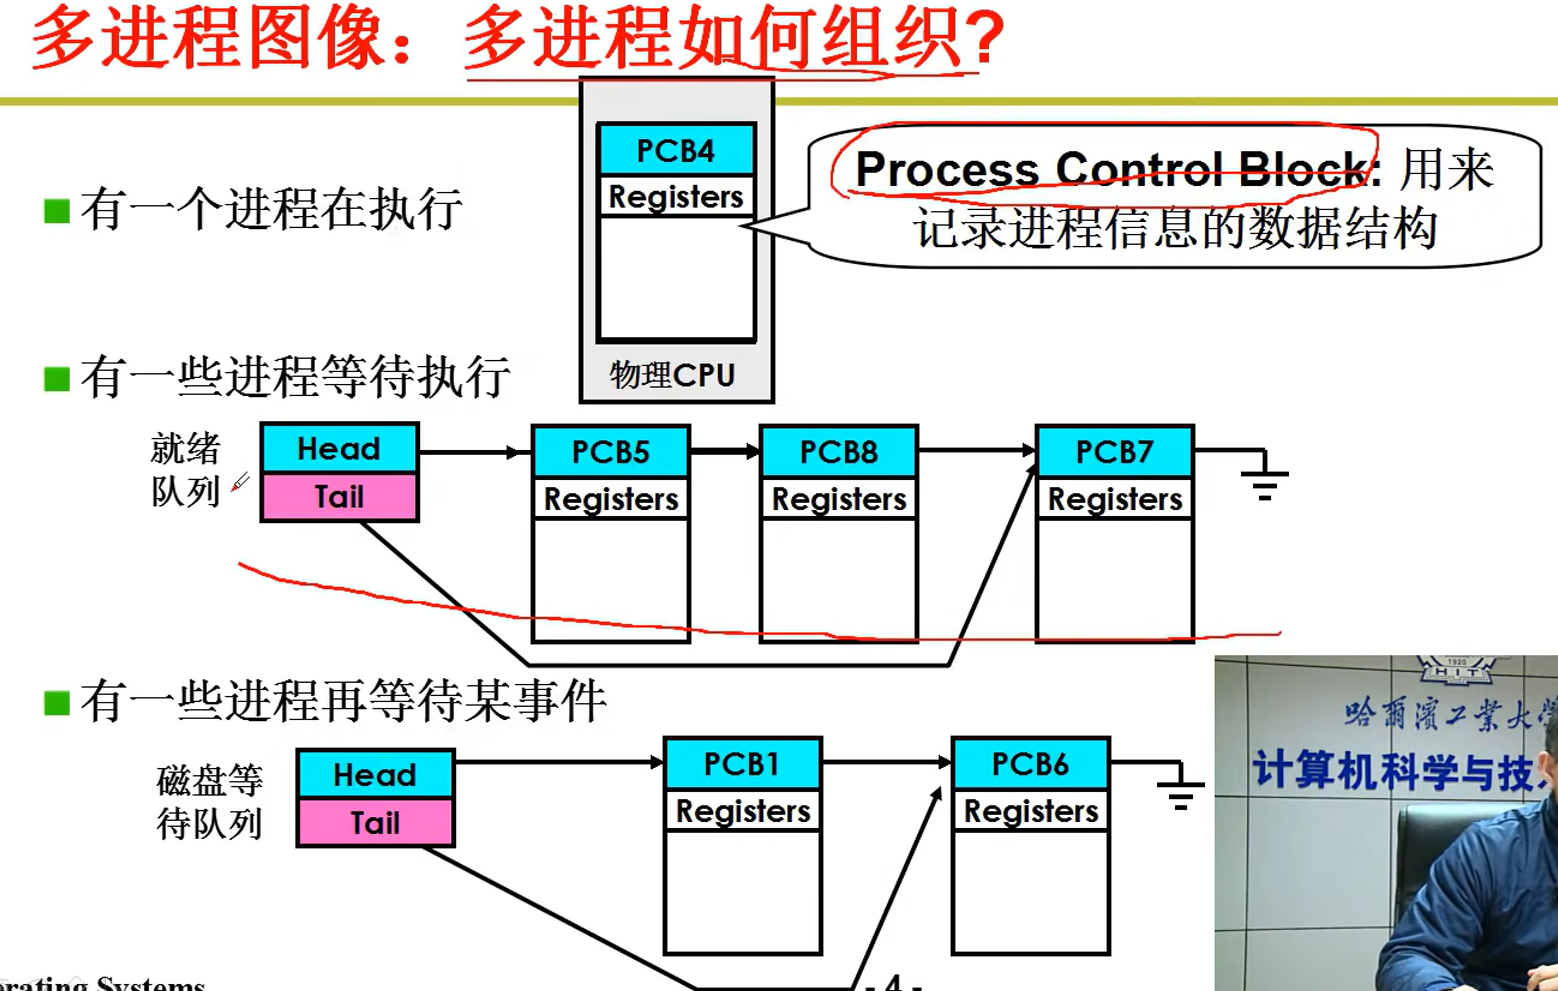 多进程图像：多进程如何组织?
PCB4
Registers
物理CPU
Process Control Block: 用来
记录进程信息的数据结构
有一个进程在执行
有一些进程等待执行
就绪
队列
Head
Tail
PCB5
Registers
PCB8
Registers
PCB7
Registers
有一些进程再等待某事件
磁盘等
待队列
Head
Tail
PCB1
Registers
PCB6
Registers
1920
HIT
哈爾濱工業大
计算机科学与技
erating Systems
- 4 -